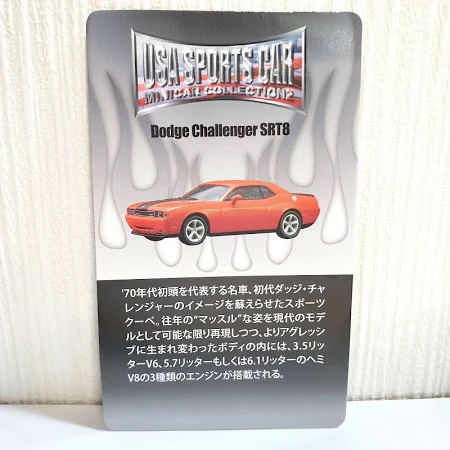 USA SPORTS CAR
MINICAR COLLECTION2
Dodge Challenger SRT8
'70年代初頭を代表する名車、初代ダッジ・チャ
レンジャーのイメージを蘇えらせたスポーツ
クーペ。往年の“マッスル”な姿を現代のモデ
ルとして可能な限り再現しつつ、よりアグレッシ
ブに生まれ変わったボディの内には、3.5リッ
ターV6、5.7リッターもしくは6.1リッターのヘミ
V8の3種類のエンジンが搭載される。